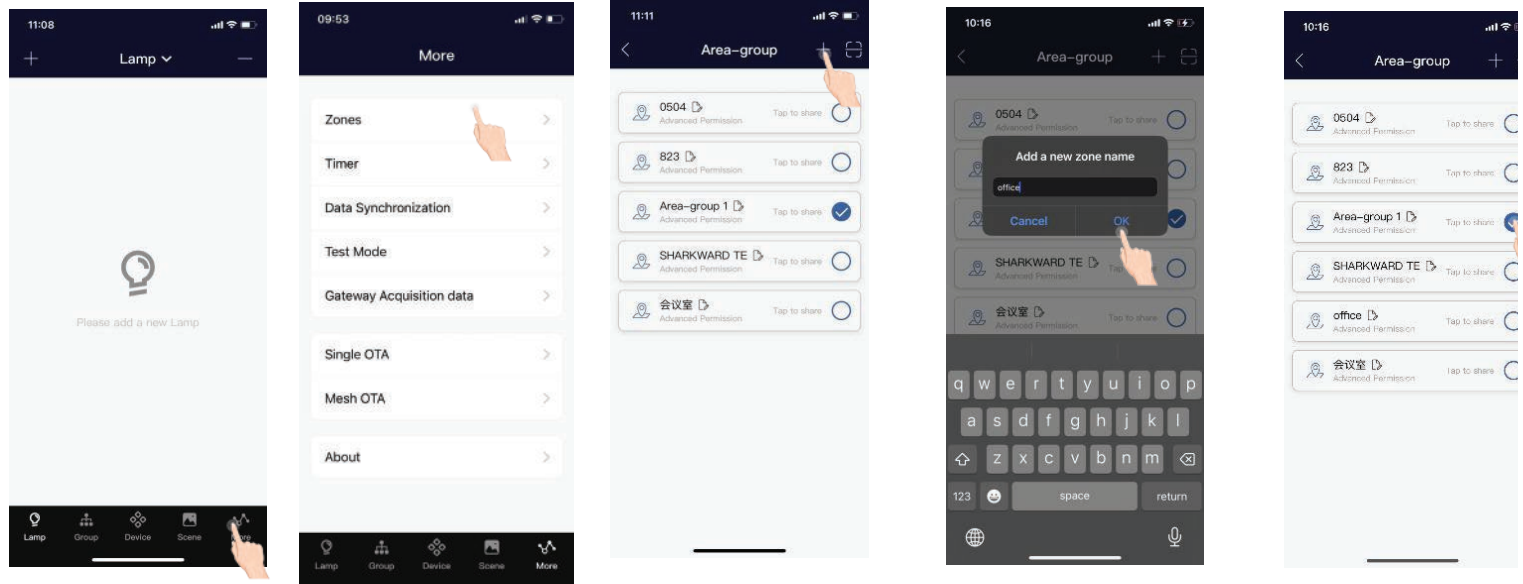 11:08
Lamp
Please add a new Lamp
Lamp
Group
Device
Scene
09:53
More
Zones
Timer
Data Synchronization
Test Mode
Gateway Acquisition data
Single OTA
Mesh OTA
About
Lamp
Group
Device
Scene
More
11:11
Area-group
0504
Advanced Permission
Tap to share
823
Advanced Permission
Tap to share
Area-group 1
Advanced Permission
Tap to share
SHARKWARD TE
Advanced Permission
Tap to share
会议室
Advanced Permission
Tap to share
10:16
Area-group
0504
Advanced Permission
Tap to share
Add a new zone name
office
Cancel
OK
SHARKWARD TE
Advanced Permission
会议室
Advanced Permission
Tap to share
q w e r t y u i o p
a s d f g h j k l
z x c v b n m
123
space
return
10:16
Area-group
0504
Advanced Permission
Tap to share
823
Advanced Permission
Tap to share
Area-group 1
Advanced Permission
Tap to share
SHARKWARD TE
Advanced Permission
Tap to share
office
Advanced Permission
Tap to share
会议室
Advanced Permission
Tap to share